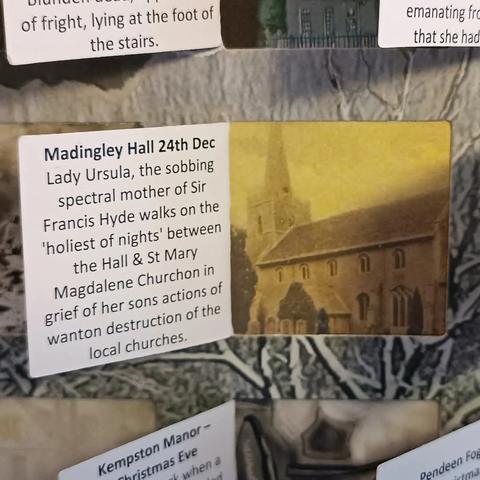 of fright, lying at the foot of
the stairs.
emanating
that she had
Madingley Hall 24th Dec
Lady Ursula, the sobbing
spectral mother of Sir
Francis Hyde walks on the
'holiest of nights' between
the Hall & St Mary
Magdalene Churchon in
grief of her sons actions of
wanton destruction of the
local churches.
Kempston Manor –
Christmas Eve
when a
Pendeen